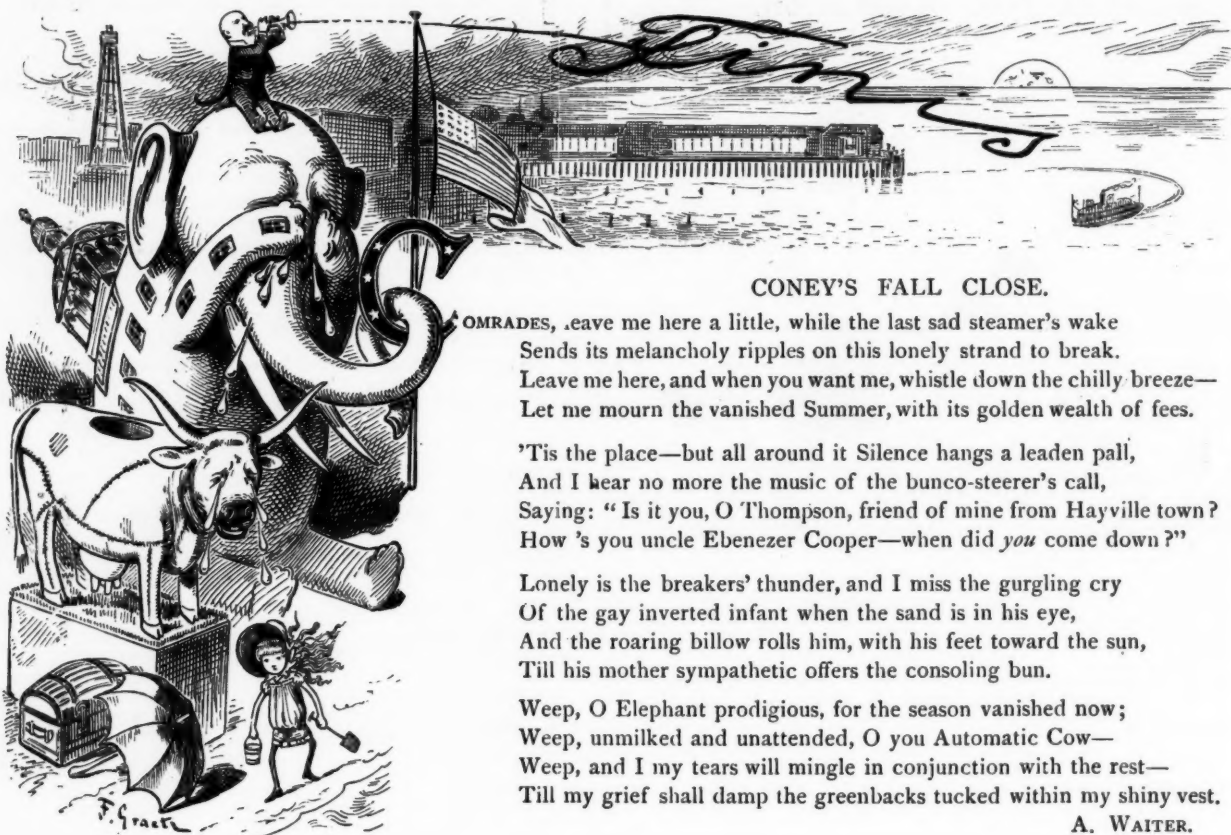 Finis
CONEY'S FALL CLOSE.
COMRADES, leave me here a little, while the last sad steamer's wake
Sends its melancholy ripples on this lonely strand to break.
Leave me here, and when you want me, whistle down the chilly breeze—
Let me mourn the vanished Summer, with its golden wealth of fees.
'Tis the place—but all around it Silence hangs a leaden pall,
And I hear no more the music of the bunco-steerer's call,
Saying: "Is it you, O Thompson, friend of mine from Hayville town?
How 's you uncle Ebenezer Cooper—when did you come down?"
Lonely is the breakers' thunder, and I miss the gurgling cry
Of the gay inverted infant when the sand is in his eye,
And the roaring billow rolls him, with his feet toward the sun,
Till his mother sympathetic offers the consoling bun.
Weep, O Elephant prodigious, for the season vanished now;
Weep, unmilked and unattended, O you Automatic Cow—
Weep, and I my tears will mingle in conjunction with the rest—
Till my grief shall damp the greenbacks tucked within my shiny vest.
A. WAITER.
F. Graetz